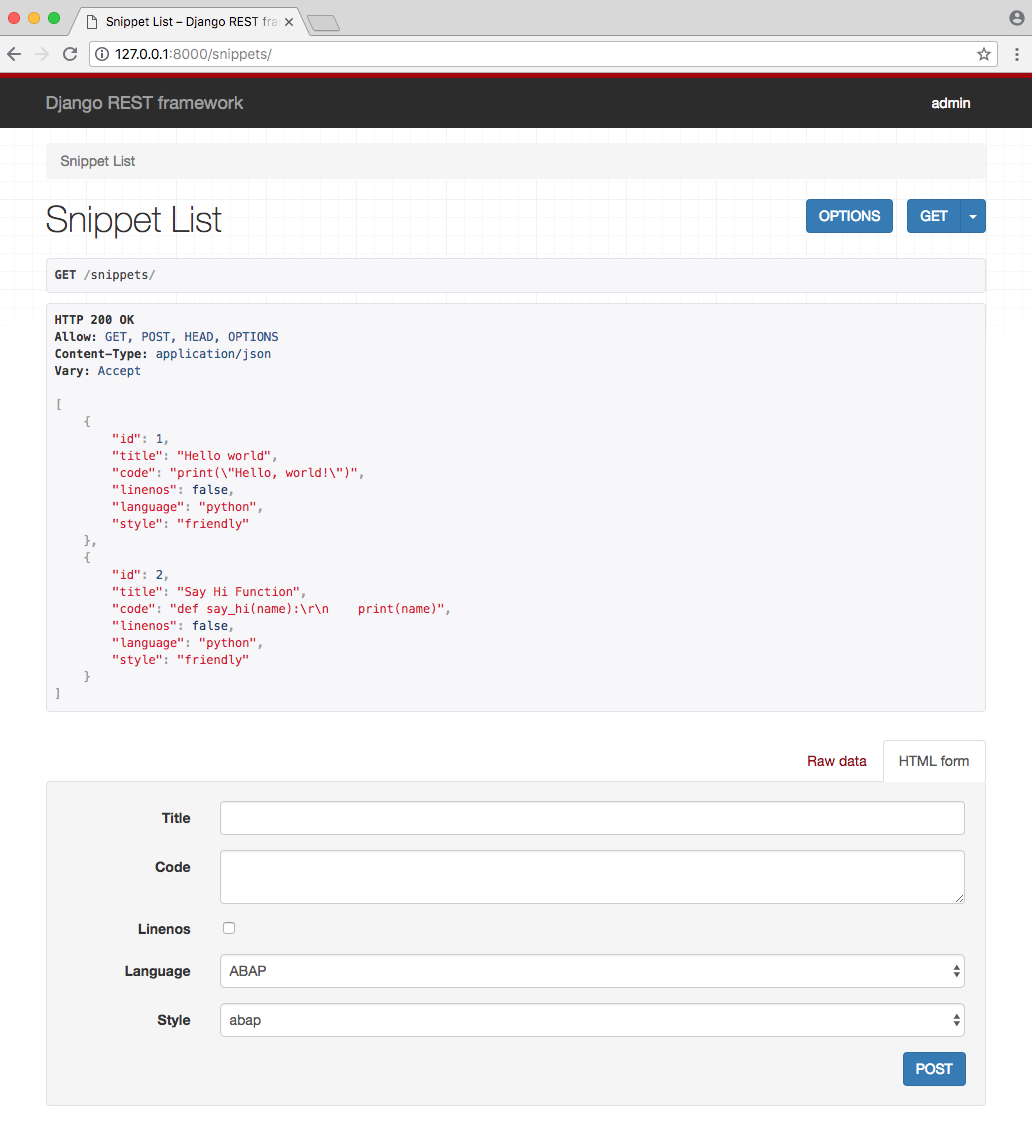 Snippet List – Django REST fra
127.0.0.1:8000/snippets/
Django REST framework
admin
Snippet List
Snippet List
OPTIONS
GET
GET /snippets/
HTTP 200 OK
Allow: GET, POST, HEAD, OPTIONS
Content-Type: application/json
Vary: Accept
[
    {
        "id": 1,
        "title": "Hello world",
        "code": "print(\"Hello, world!\")",
        "linenos": false,
        "language": "python",
        "style": "friendly"
    },
    {
        "id": 2,
        "title": "Say Hi Function",
        "code": "def say_hi(name):\r\n    print(name)",
        "linenos": false,
        "language": "python",
        "style": "friendly"
    }
]
Raw data
HTML form
Title
Code
Linenos
Language
ABAP
Style
abap
POST